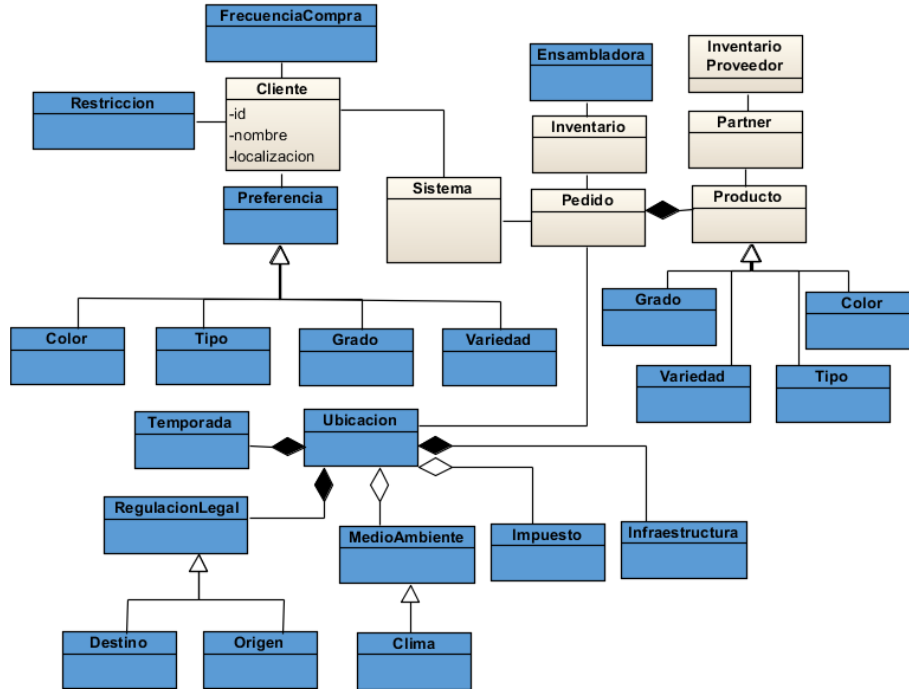 FrecuenciaCompra
Ensambladora
Inventario
Proveedor
Restriccion
Cliente
-id
-nombre
-localizacion
Inventario
Partner
Preferencia
Sistema
Pedido
Producto
Grado
Color
Color
Tipo
Grado
Variedad
Variedad
Tipo
Temporada
Ubicacion
RegulacionLegal
MedioAmbiente
Impuesto
Infraestructura
Destino
Origen
Clima